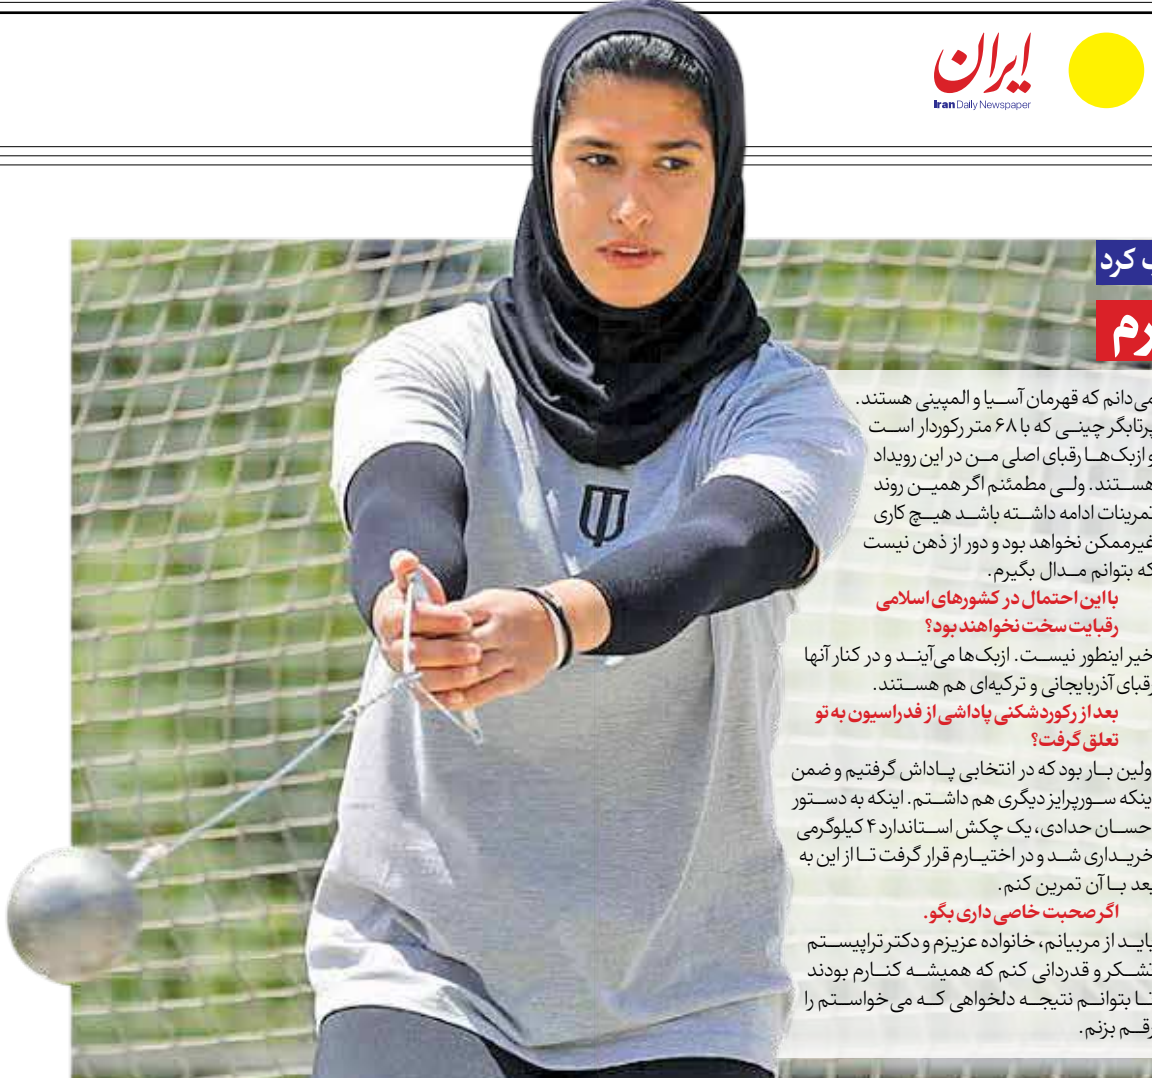 ایران
Iran Daily Newspaper
کرد
می‌دانم که قهرمان آسیا و المپینی هستند.
پرتابگر چینی که با ۶۸ متر رکوردار است
و ازبک‌ها رقبای اصلی من در این رویداد
هستند. ولی مطمئنم اگر همین روند
تمرینات ادامه داشته باشد هیچ کاری
غیرممکن نخواهد بود و دور از ذهن نیست
که بتوانم مدال بگیرم.
با این احتمال در کشورهای اسلامی
رقبایت سخت نخواهند بود؟
خیر اینطور نیست. ازبک‌ها می‌آیند و در کنار آنها
رقبای آذربایجانی و ترکیه‌ای هم هستند.
بعد از رکوردشکنی پاداشی از فدراسیون به تو
تعلق گرفت؟
اولین بار بود که در انتخابی پاداش گرفتیم و ضمن
اینکه سورپرایز دیگری هم داشتم. اینکه به دستور
احسان حدادی، یک چکش استاندارد ۴ کیلوگرمی
خریداری شد و در اختیارم قرار گرفت تا از این به
بعد با آن تمرین کنم.
اگر صحبت خاصی داری بگو.
باید از مربیانم، خانواده عزیزم و دکتر تراپیستم
تشکر و قدردانی کنم که همیشه کنارم بودند
تا بتوانم نتیجه دلخواهی که می‌خواستم را
رقم بزنم.